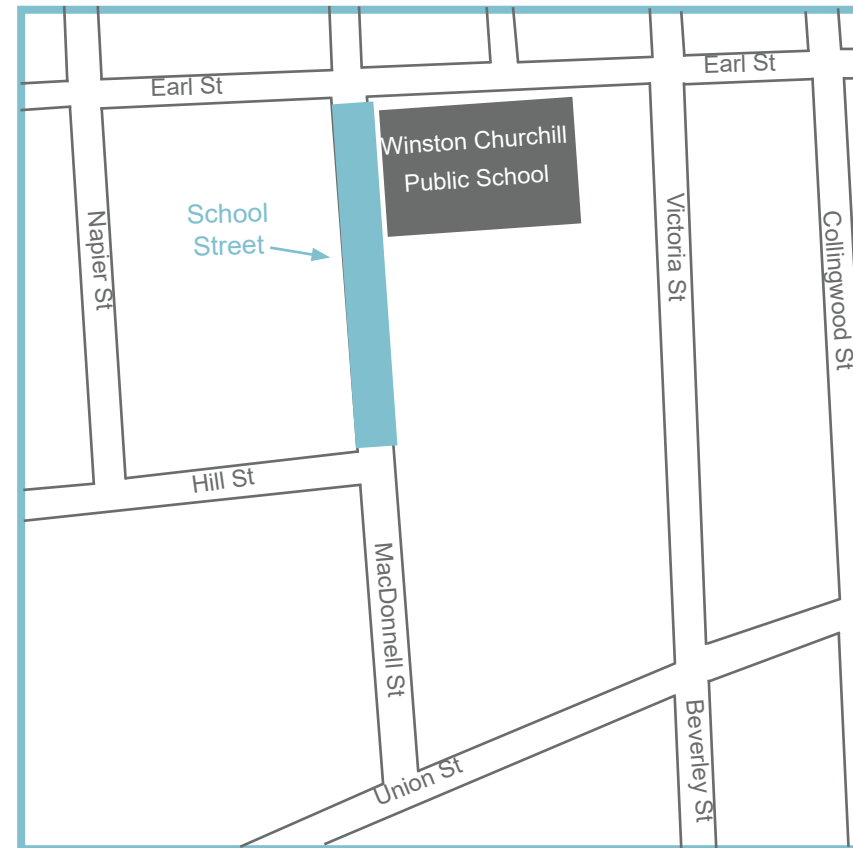 Earl St
Earl St
Winston Churchill
Public School
School
Street
Napier St
Victoria St
Collingwood St
Hill St
MacDonnell St
Union St
Beverley St